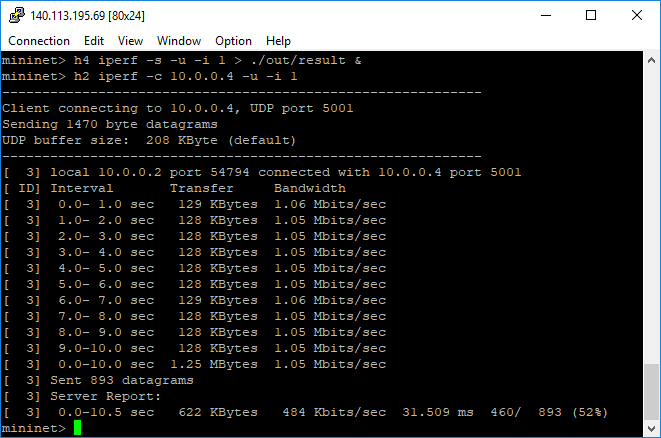 140.113.195.69 [80x24]
Connection Edit View Window Option Help
mininet> h4 iperf -s -u -i 1 > ./out/result &
mininet> h2 iperf -c 10.0.0.4 -u -i 1
------------------------------------------------------------
Client connecting to 10.0.0.4, UDP port 5001
Sending 1470 byte datagrams
UDP buffer size:  208 KByte (default)
------------------------------------------------------------
[  3] local 10.0.0.2 port 54794 connected with 10.0.0.4 port 5001
[ ID] Interval       Transfer     Bandwidth
[  3]  0.0- 1.0 sec   129 KBytes  1.06 Mbits/sec
[  3]  1.0- 2.0 sec   128 KBytes  1.05 Mbits/sec
[  3]  2.0- 3.0 sec   128 KBytes  1.05 Mbits/sec
[  3]  3.0- 4.0 sec   128 KBytes  1.05 Mbits/sec
[  3]  4.0- 5.0 sec   128 KBytes  1.05 Mbits/sec
[  3]  5.0- 6.0 sec   128 KBytes  1.05 Mbits/sec
[  3]  6.0- 7.0 sec   129 KBytes  1.06 Mbits/sec
[  3]  7.0- 8.0 sec   128 KBytes  1.05 Mbits/sec
[  3]  8.0- 9.0 sec   128 KBytes  1.05 Mbits/sec
[  3]  9.0-10.0 sec   128 KBytes  1.05 Mbits/sec
[  3]  0.0-10.0 sec  1.25 MBytes  1.05 Mbits/sec
[  3] Sent 893 datagrams
[  3] Server Report:
[  3]  0.0-10.5 sec   622 KBytes   484 Kbits/sec  31.509 ms  460/  893 (52%)
mininet>